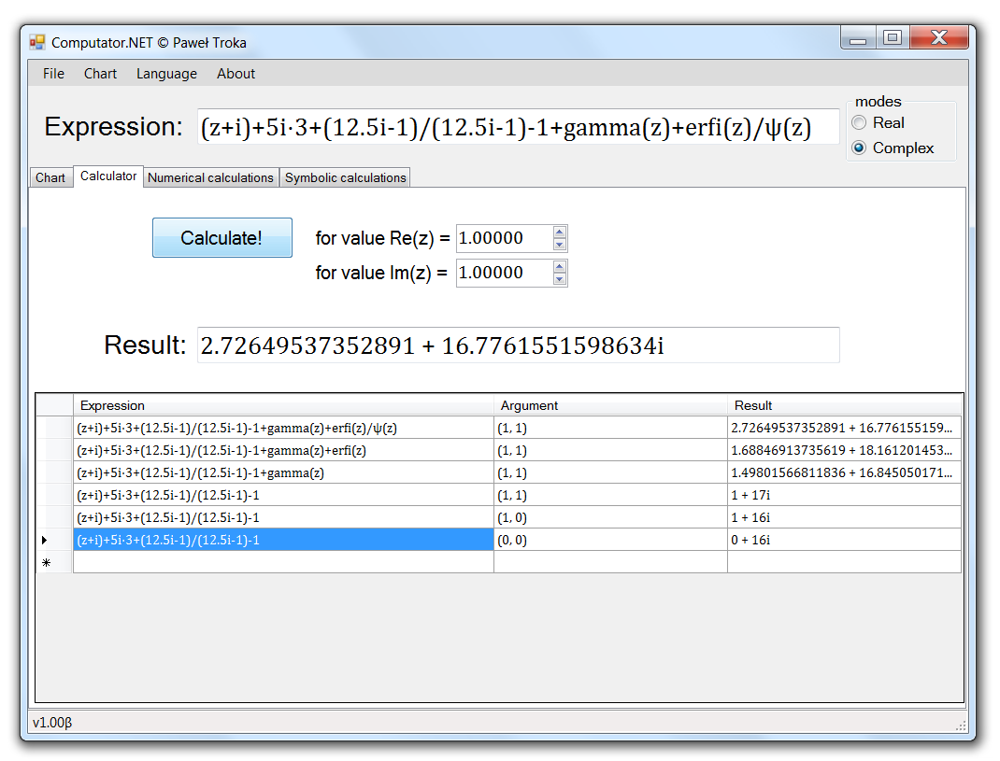 Computator.NET © Paweł Troka
File Chart Language About
modes
Expression: (z+i)+5i·3+(12.5i-1)/(12.5i-1)-1+gamma(z)+erfi(z)/ψ(z)
Real
Complex
Chart Calculator Numerical calculations Symbolic calculations
Calculate! for value Re(z) = 1.00000
for value Im(z) = 1.00000
Result: 2.72649537352891 + 16.7761551598634i
Expression Argument Result
(z+i)+5i·3+(12.5i-1)/(12.5i-1)-1+gamma(z)+erfi(z)/ψ(z) (1, 1) 2.72649537352891 + 16.776155159...
(z+i)+5i·3+(12.5i-1)/(12.5i-1)-1+gamma(z)+erfi(z) (1, 1) 1.68846913735619 + 18.161201453...
(z+i)+5i·3+(12.5i-1)/(12.5i-1)-1+gamma(z) (1, 1) 1.49801566811836 + 16.845050171...
(z+i)+5i·3+(12.5i-1)/(12.5i-1)-1 (1, 1) 1 + 17i
(z+i)+5i·3+(12.5i-1)/(12.5i-1)-1 (1, 0) 1 + 16i
(z+i)+5i·3+(12.5i-1)/(12.5i-1)-1 (0, 0) 0 + 16i
v1.00β